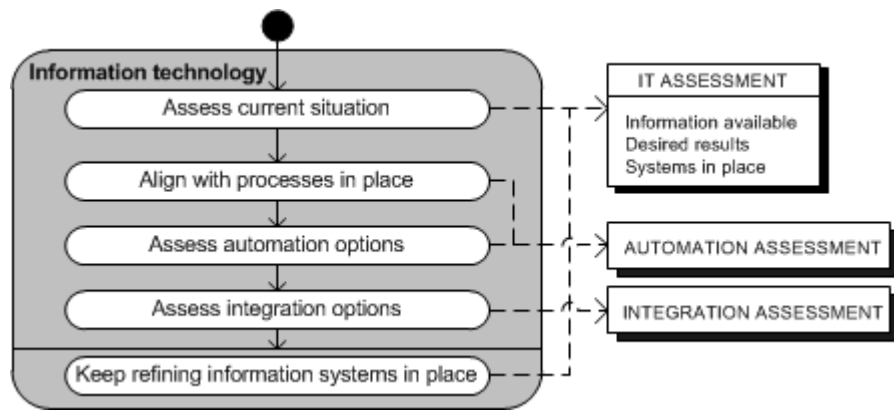 Information technology
Assess current situation
Align with processes in place
Assess automation options
Assess integration options
Keep refining information systems in place
IT ASSESSMENT
Information available
Desired results
Systems in place
AUTOMATION ASSESSMENT
INTEGRATION ASSESSMENT